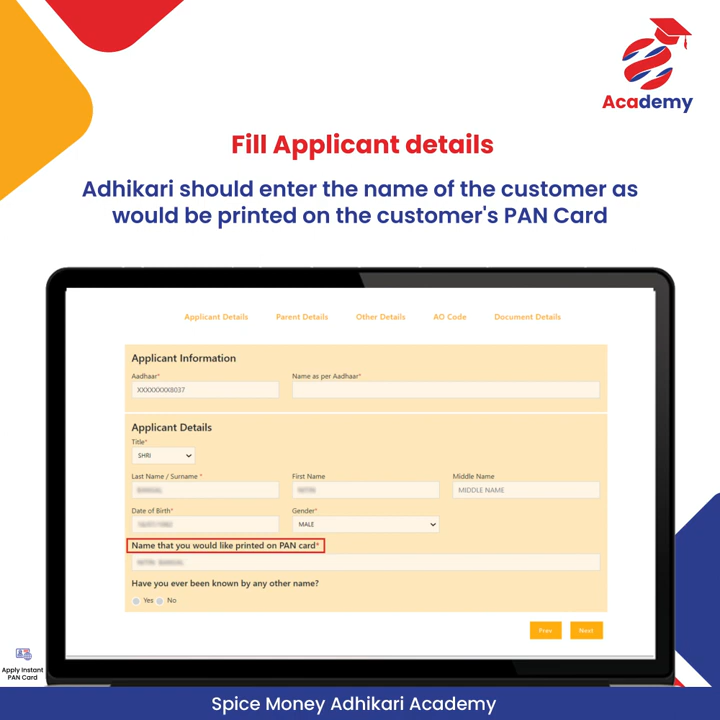 Academy
Fill Applicant details
Adhikari should enter the name of the customer as
would be printed on the customer's PAN Card
Applicant Details Parent Details Other Details AO Code Document Details
Applicant Information
Aadhaar* Name as per Aadhaar*
XXXXXXXX8037
Applicant Details
Title*
SHRI
Last Name / Surname * First Name Middle Name
MIDDLE NAME
Date of Birth* Gender*
MALE
Name that you would like printed on PAN card*
Have you ever been known by any other name?
Yes No
Prev Next
Apply Instant
PAN Card
Spice Money Adhikari Academy